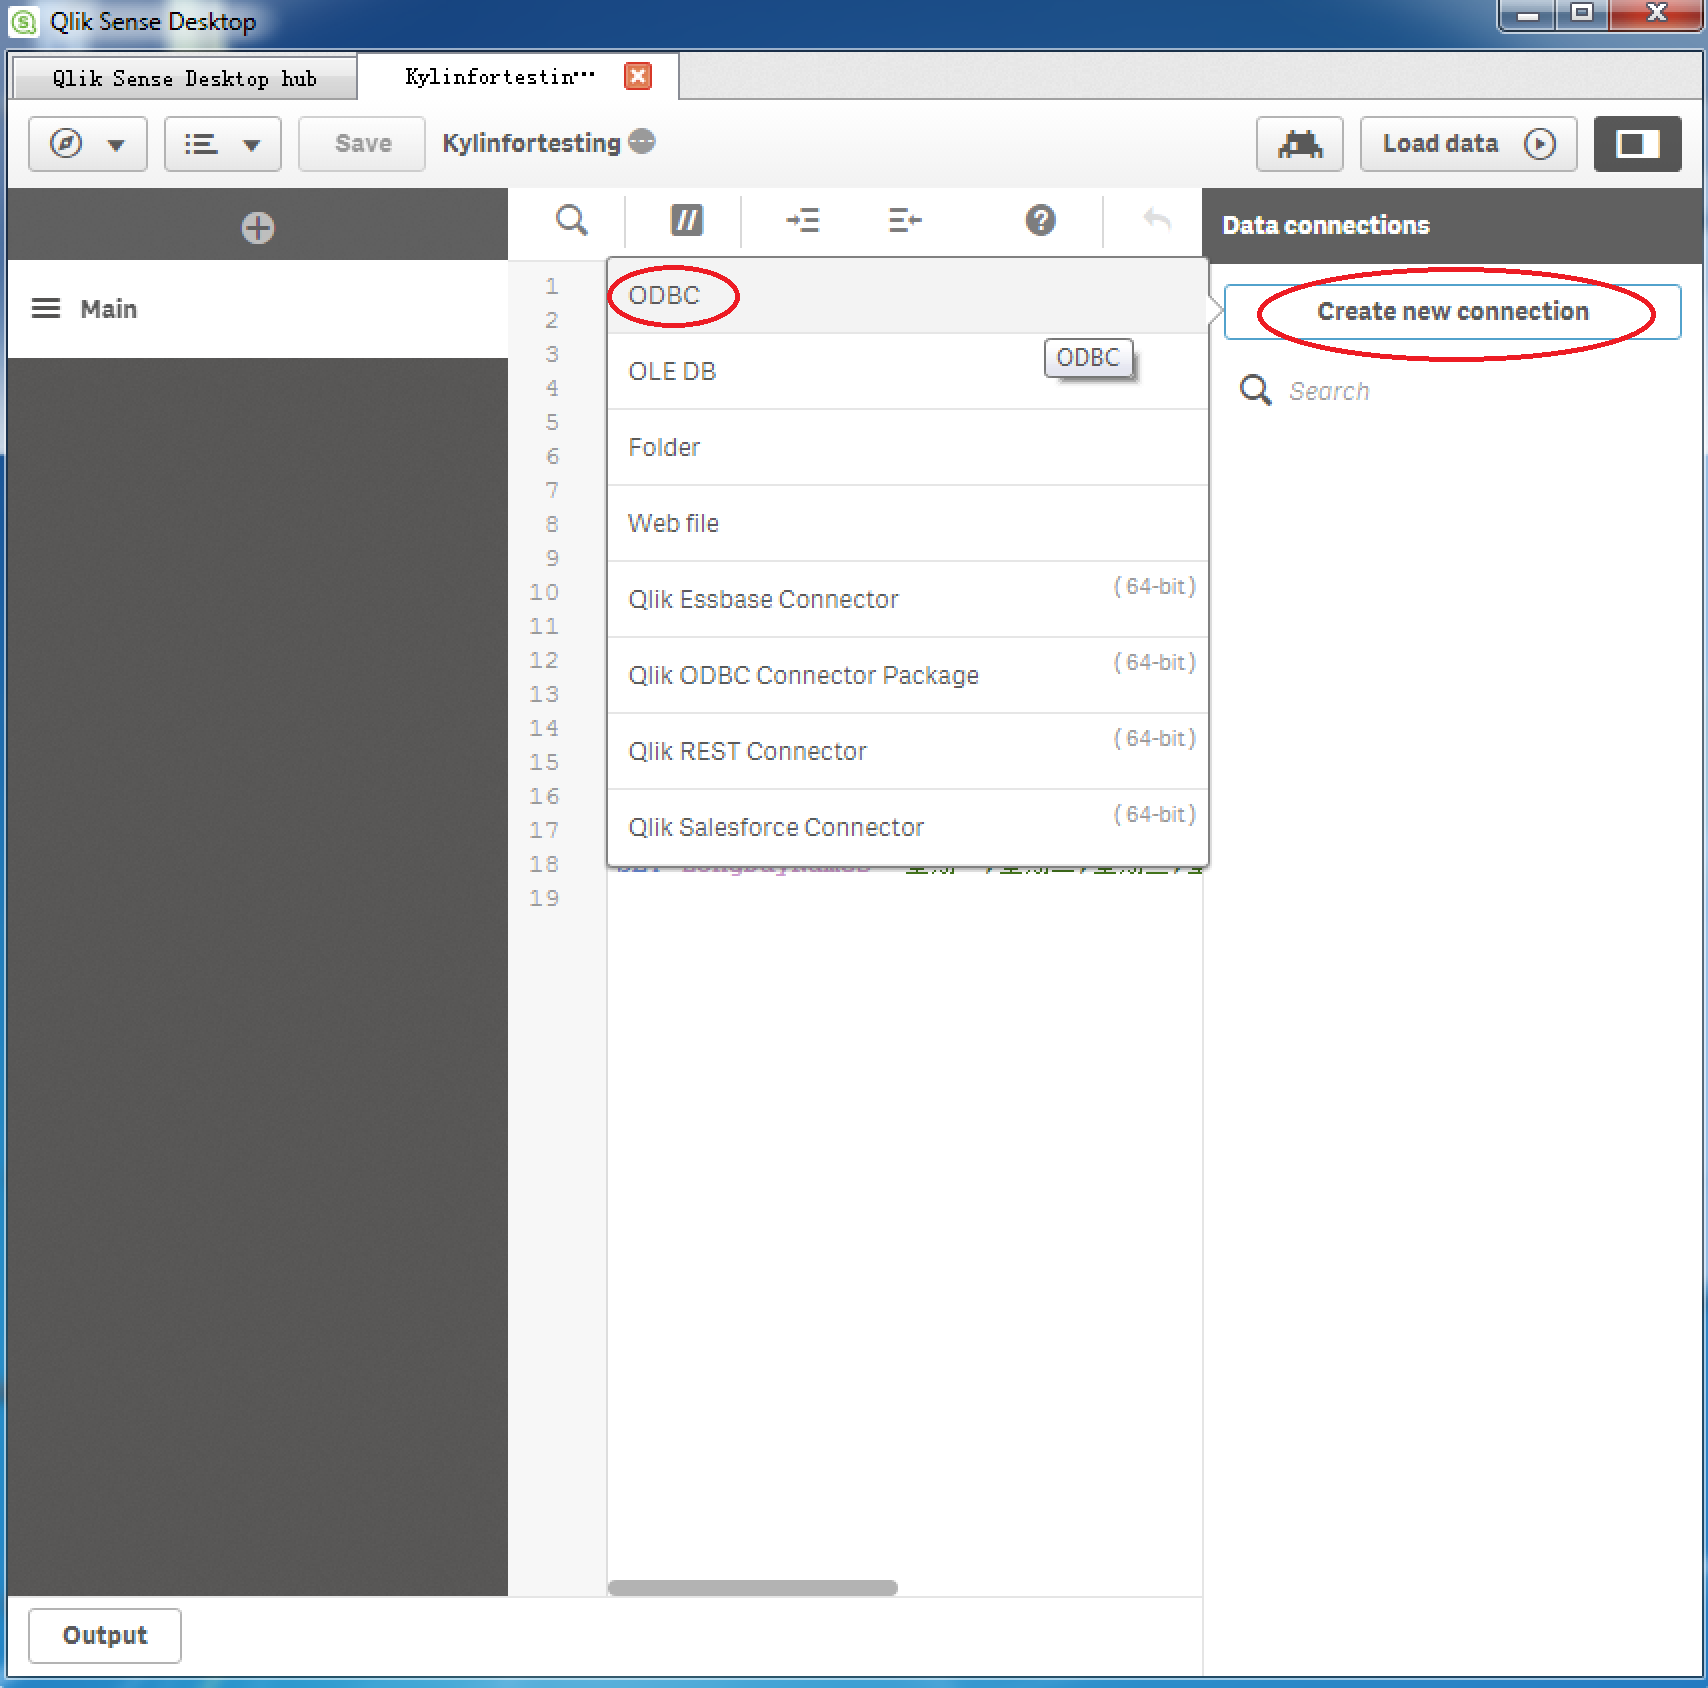 Qlik Sense Desktop
Qlik Sense Desktop hub
Kylinfortestin…
Save
Kylinfortesting
Load data
Data connections
Create new connection
Search
Main
1
2
3
4
5
6
7
8
9
10
11
12
13
14
15
16
17
18
19
ODBC
ODBC
OLE DB
Folder
Web file
Qlik Essbase Connector (64-bit)
Qlik ODBC Connector Package (64-bit)
Qlik REST Connector (64-bit)
Qlik Salesforce Connector (64-bit)
Output